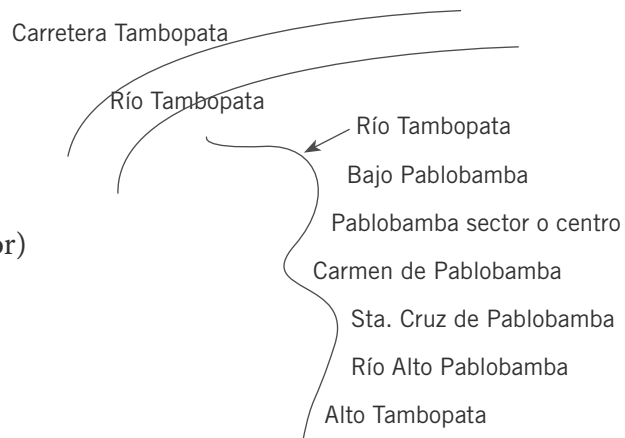 Carretera Tambopata
Río Tambopata
Río Tambopata
Bajo Pablobamba
Pablobamba sector o centro
or)
Carmen de Pablobamba
Sta. Cruz de Pablobamba
Río Alto Pablobamba
Alto Tambopata